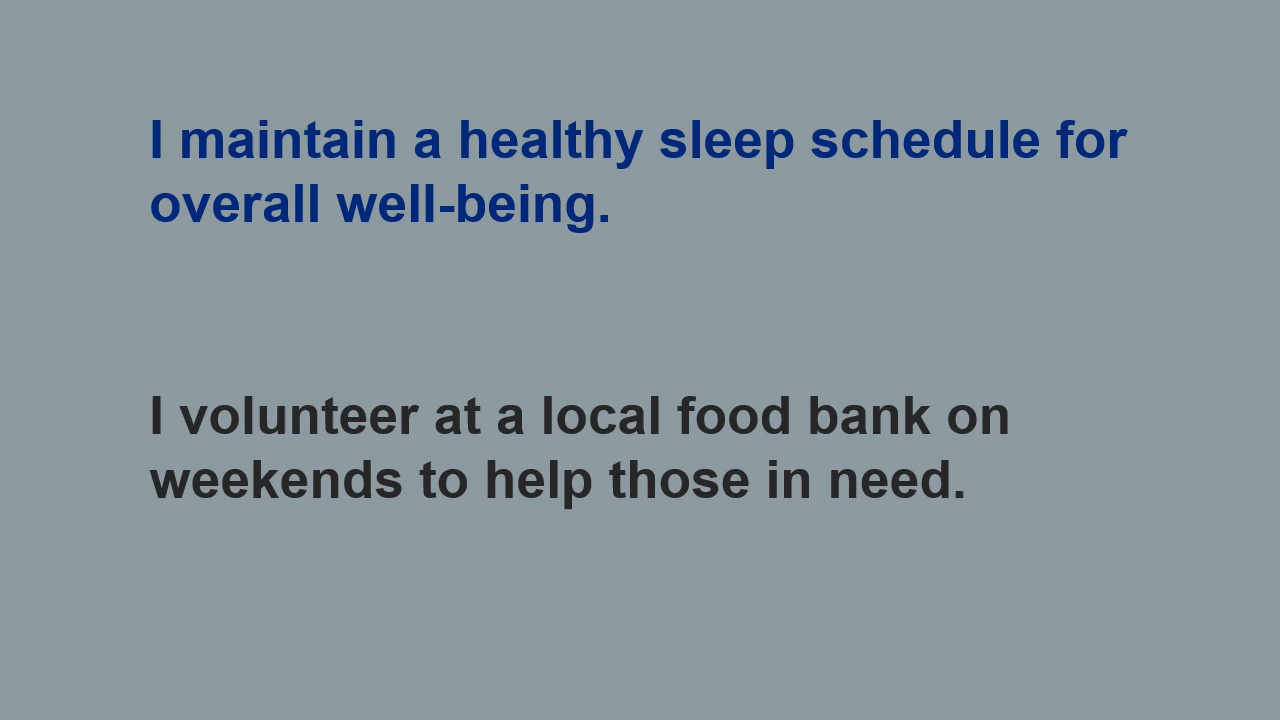 I maintain a healthy sleep schedule for
overall well-being.
I volunteer at a local food bank on
weekends to help those in need.